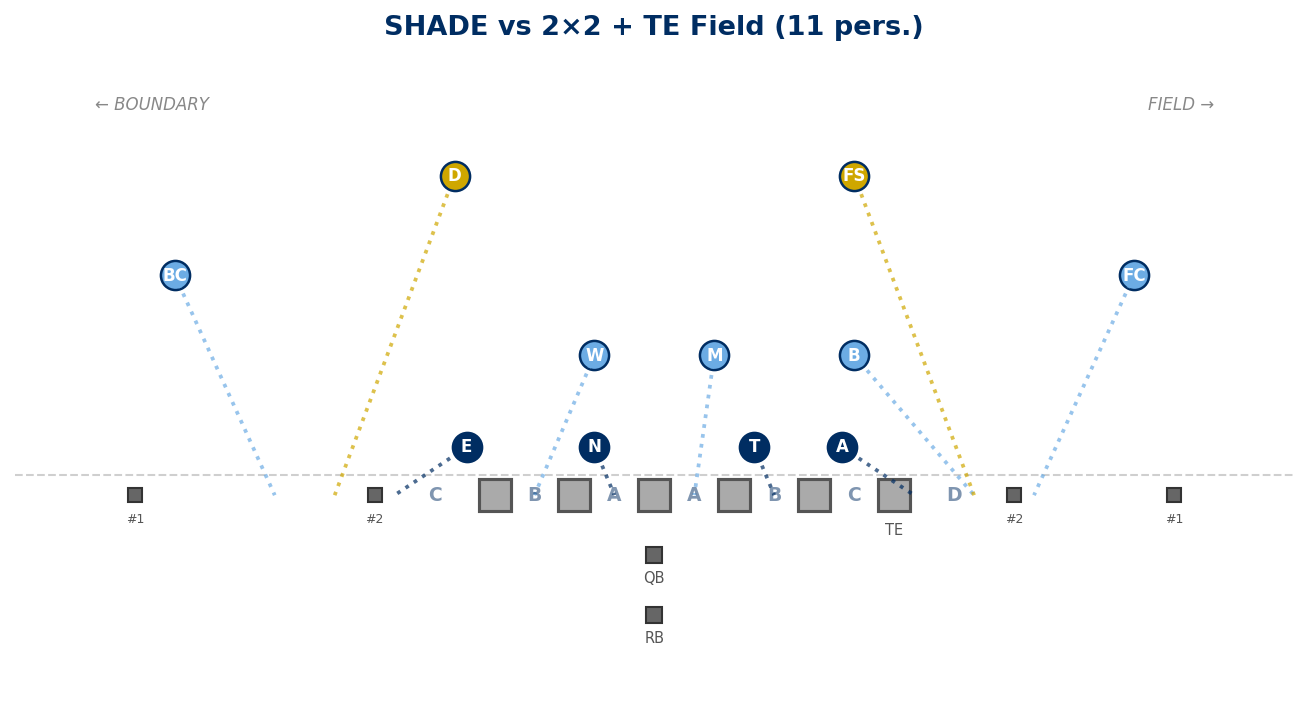 SHADE vs 2×2 + TE Field (11 pers.)
← BOUNDARY
FIELD →
D
FS
BC
FC
W
M
B
E
N
T
A
C
B
A
A
B
C
D
#1
#2
TE
#2
#1
QB
RB